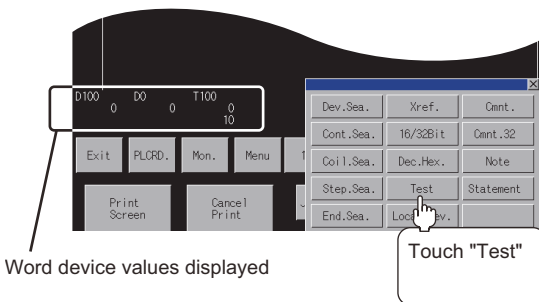 D100 D0 T100
0 0 0
10
Exit PLCRD. Mon. Menu
Print Screen
Cancel Print
X
Dev.Sea. Xref. Cmnt.
Cont.Sea. 16/32Bit Cmnt.32
Coil.Sea. Dec.Hex. Note
Step.Sea. Test Statement
End.Sea.
Touch "Test"
Word device values displayed